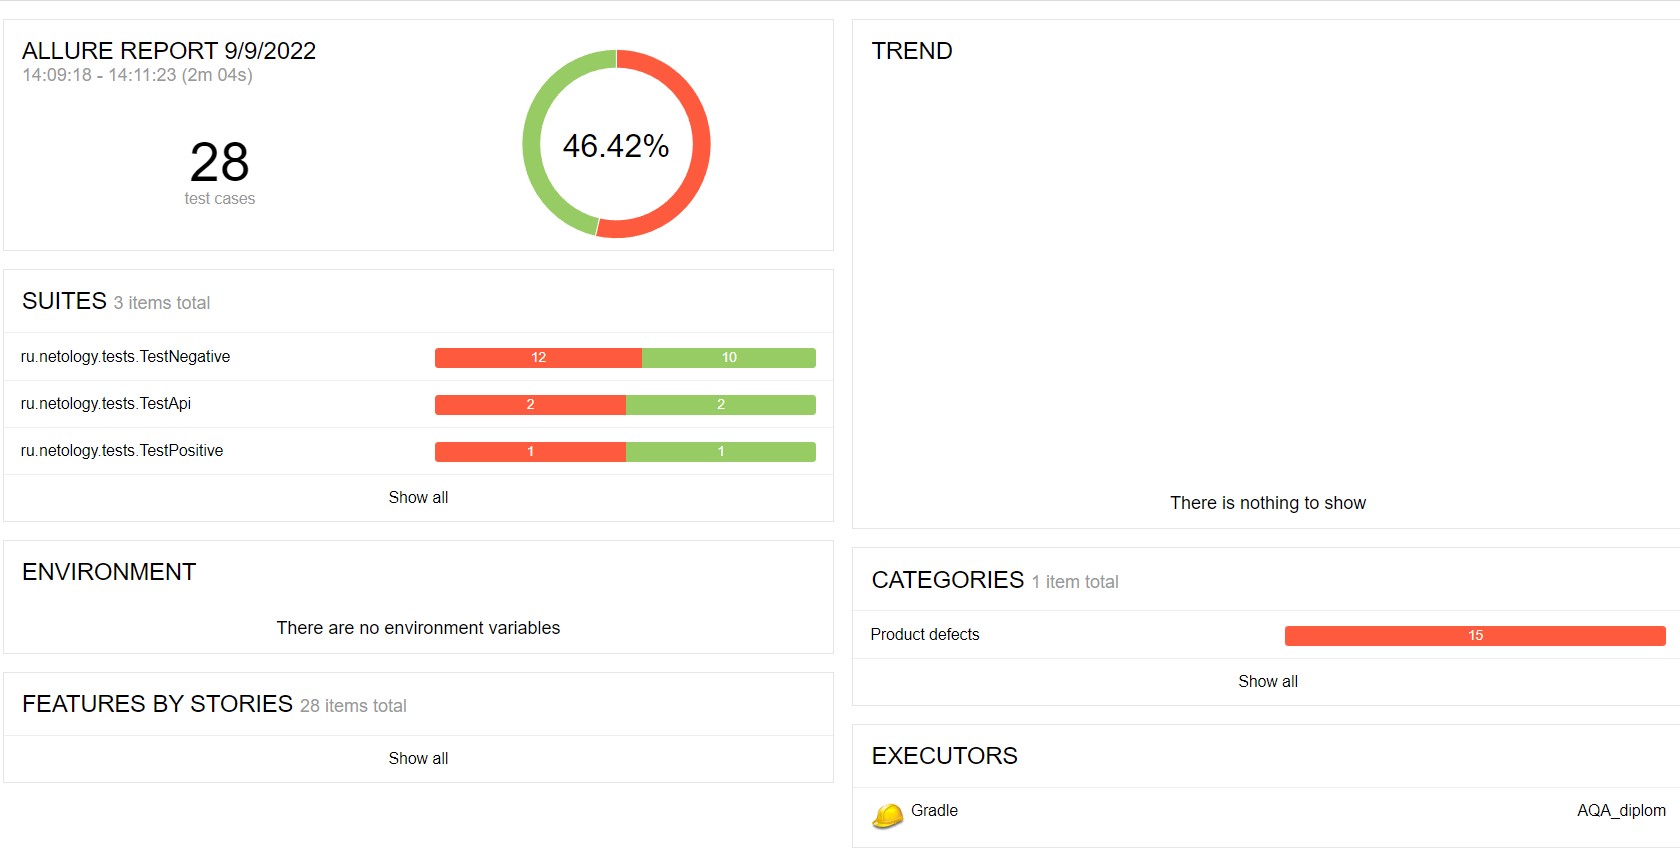 ALLURE REPORT 9/9/2022
14:09:18 - 14:11:23 (2m 04s)
28
test cases
46.42%
SUITES 3 items total
ru.netology.tests.TestNegative 12 10
ru.netology.tests.TestApi 2 2
ru.netology.tests.TestPositive 1 1
Show all
ENVIRONMENT
There are no environment variables
FEATURES BY STORIES 28 items total
Show all
TREND
There is nothing to show
CATEGORIES 1 item total
Product defects 15
Show all
EXECUTORS
Gradle AQA_diplom